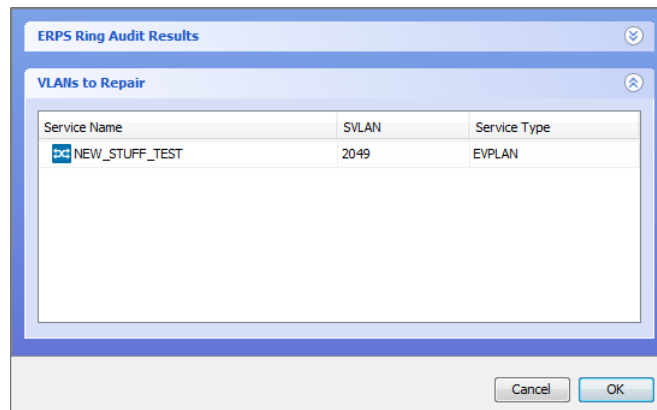 ERPS Ring Audit Results
VLANs to Repair
Service Name SVLAN Service Type
NEW_STUFF_TEST 2049 EVPLAN
Cancel OK